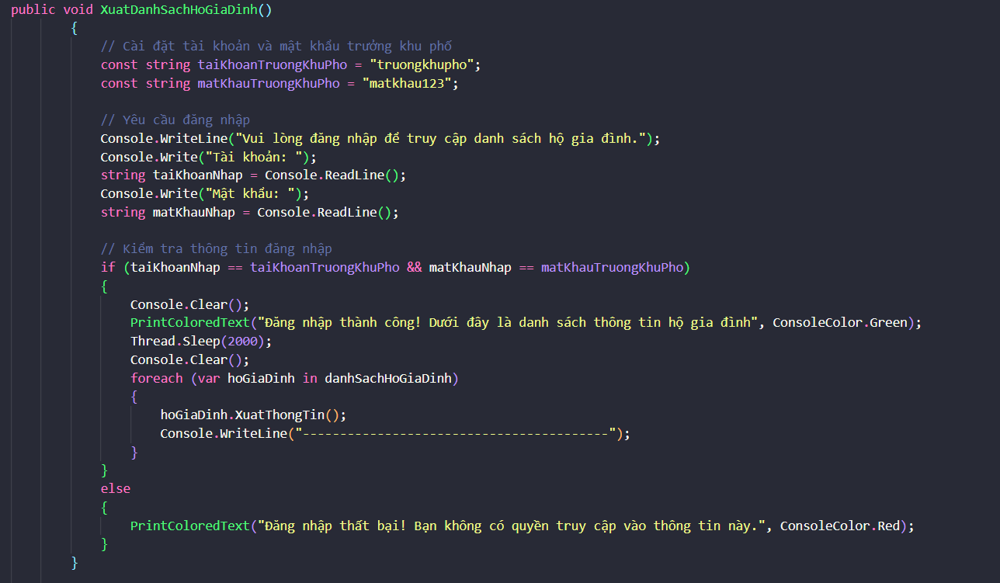 public void XuatDanhSachHoGiaDinh()
{
// Cài đặt tài khoản và mật khẩu trưởng khu phố
const string taiKhoanTruongKhuPho = "truongkhupho";
const string matKhauTruongKhuPho = "matkhau123";
// Yêu cầu đăng nhập
Console.WriteLine("Vui lòng đăng nhập để truy cập danh sách hộ gia đình.");
Console.Write("Tài khoản: ");
string taiKhoanNhap = Console.ReadLine();
Console.Write("Mật khẩu: ");
string matKhauNhap = Console.ReadLine();
// Kiểm tra thông tin đăng nhập
if (taiKhoanNhap == taiKhoanTruongKhuPho && matKhauNhap == matKhauTruongKhuPho)
{
Console.Clear();
PrintColoredText("Đăng nhập thành công! Dưới đây là danh sách thông tin hộ gia đình", ConsoleColor.Green);
Thread.Sleep(2000);
Console.Clear();
foreach (var hoGiaDinh in danhSachHoGiaDinh)
{
hoGiaDinh.XuatThongTin();
Console.WriteLine("-----------------------------------------");
}
}
else
{
PrintColoredText("Đăng nhập thất bại! Bạn không có quyền truy cập vào thông tin này.", ConsoleColor.Red);
}
}